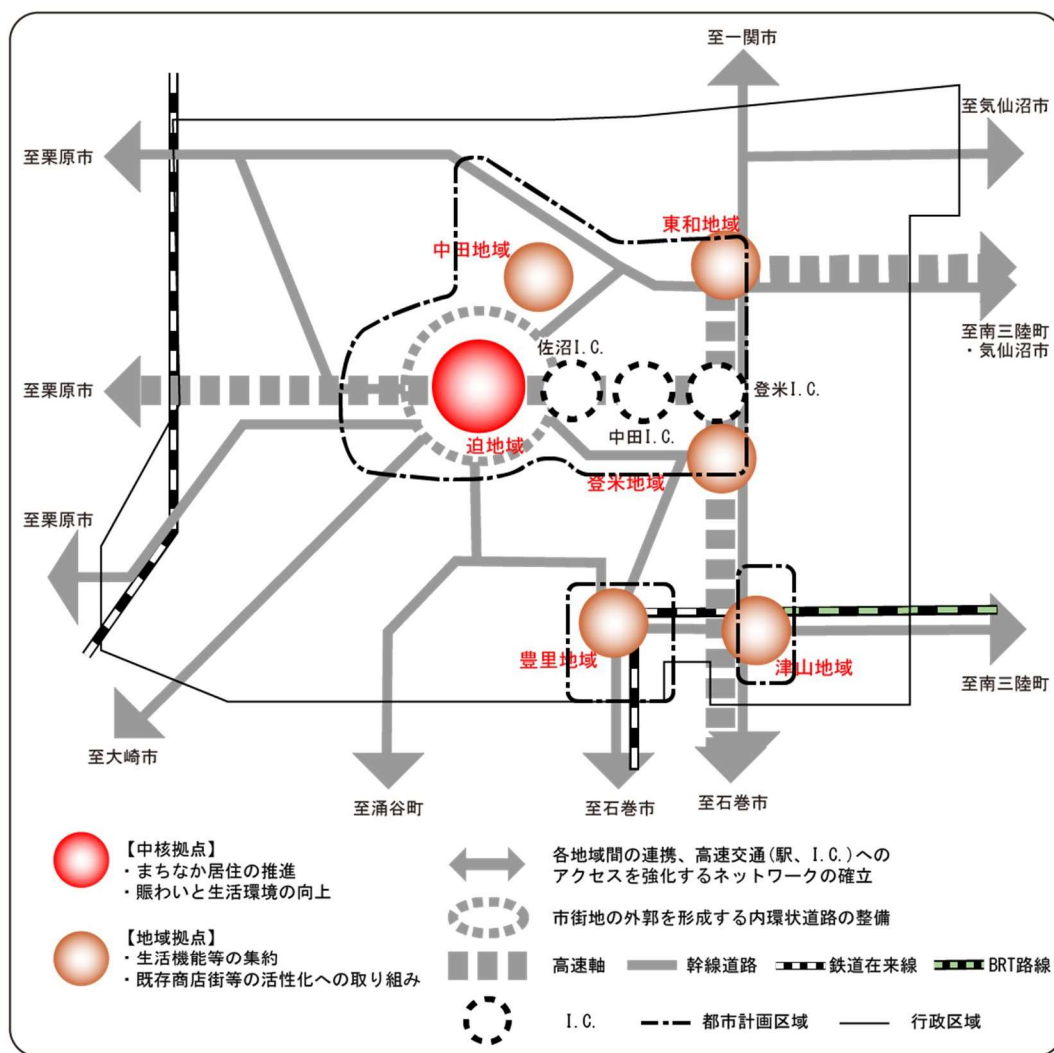 至一関市
至気仙沼市
至栗原市
東和地域
中田地域
至南三陸町
・気仙沼市
佐沼I.C.
至栗原市
登米I.C.
中田I.C.
迫地域
登米地域
至栗原市
豊里地域
津山地域
至南三陸町
至大崎市
至涌谷町
至石巻市
至石巻市
【中核拠点】
・まちなか居住の推進
・賑わいと生活環境の向上
【地域拠点】
・生活機能等の集約
・既存商店街等の活性化への取り組み
各地域間の連携、高速交通(駅、I.C.)への
アクセスを強化するネットワークの確立
市街地の外郭を形成する内環状道路の整備
高速軸
幹線道路
鉄道在来線
BRT路線
I.C.
都市計画区域
行政区域